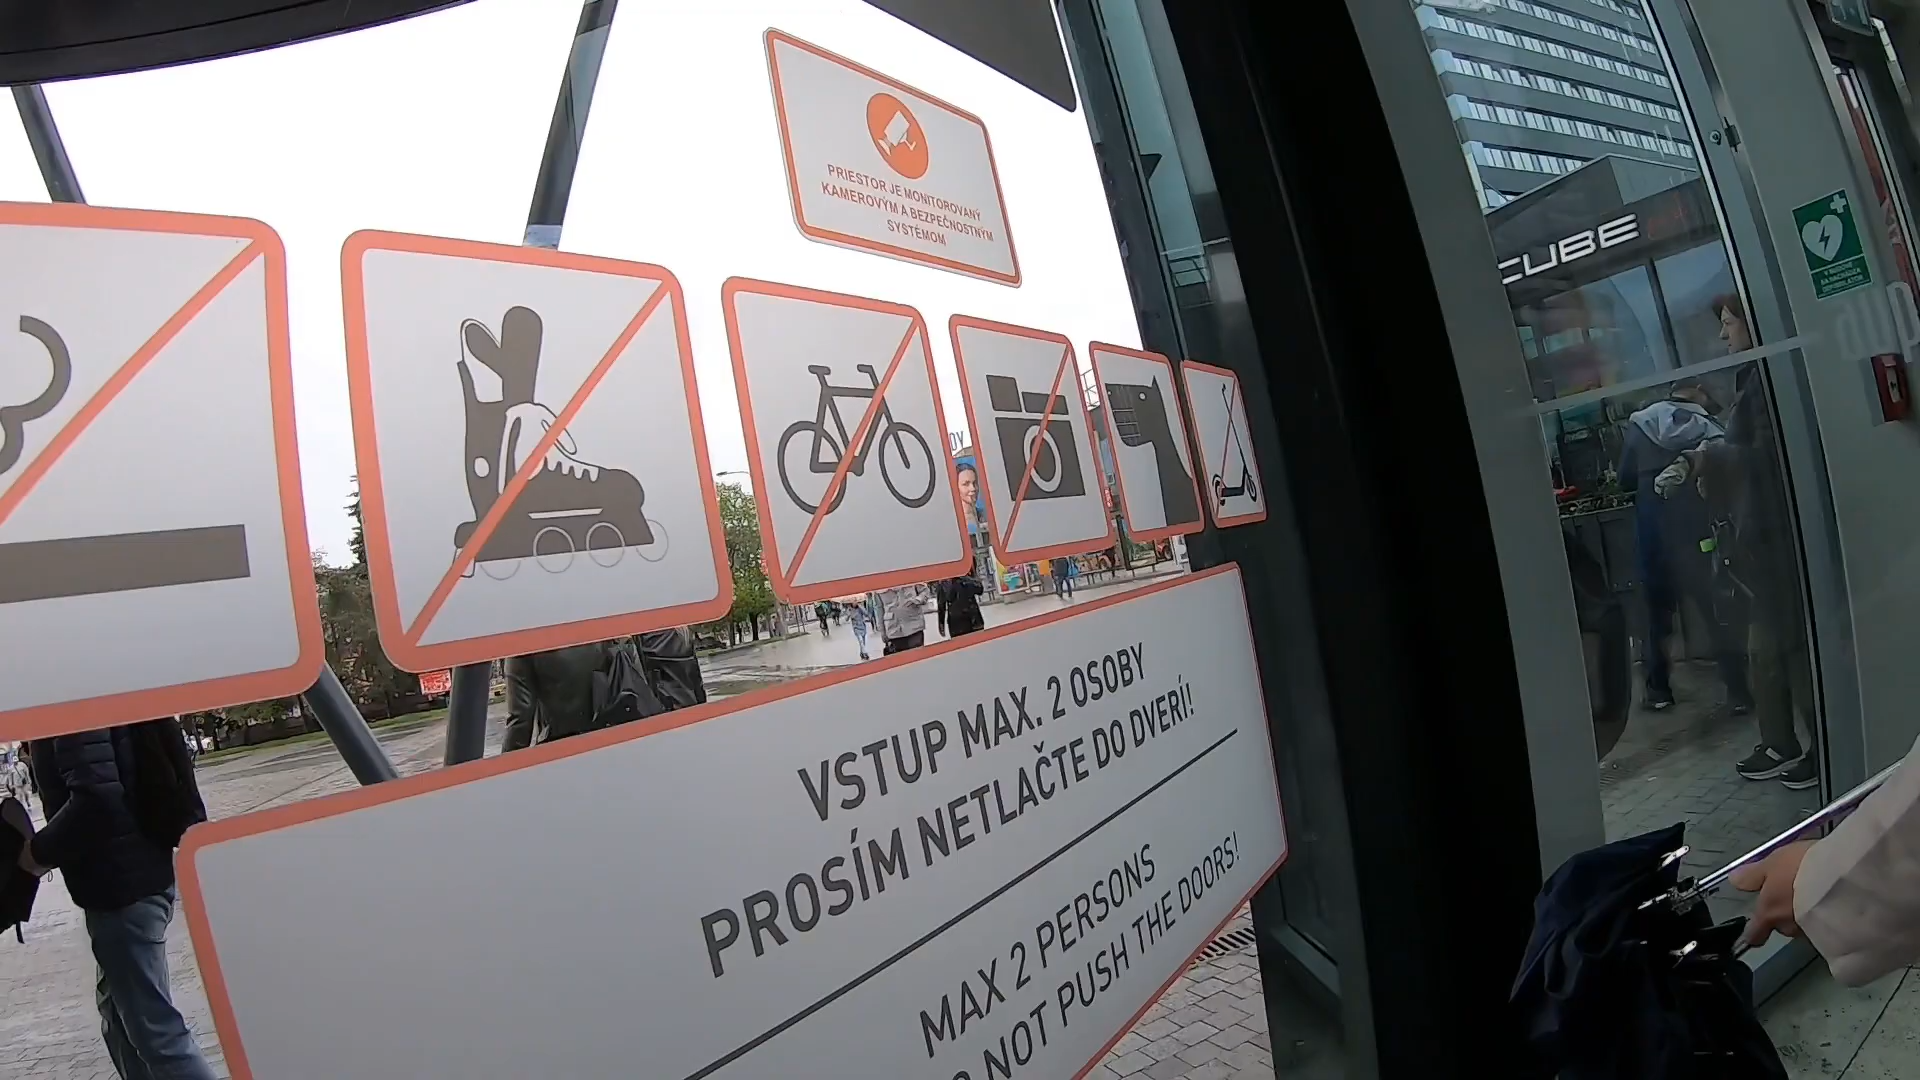 PRIESTOR JE MONITOROVANÝ
KAMEROVÝM A BEZPEČNOSTNÝM
SYSTÉMOM
CUBE
VSTUP MAX. 2 OSOBY
PROSÍM NETLAČTE DO DVERÍ!
MAX 2 PERSONS
NOT PUSH THE DOORS!